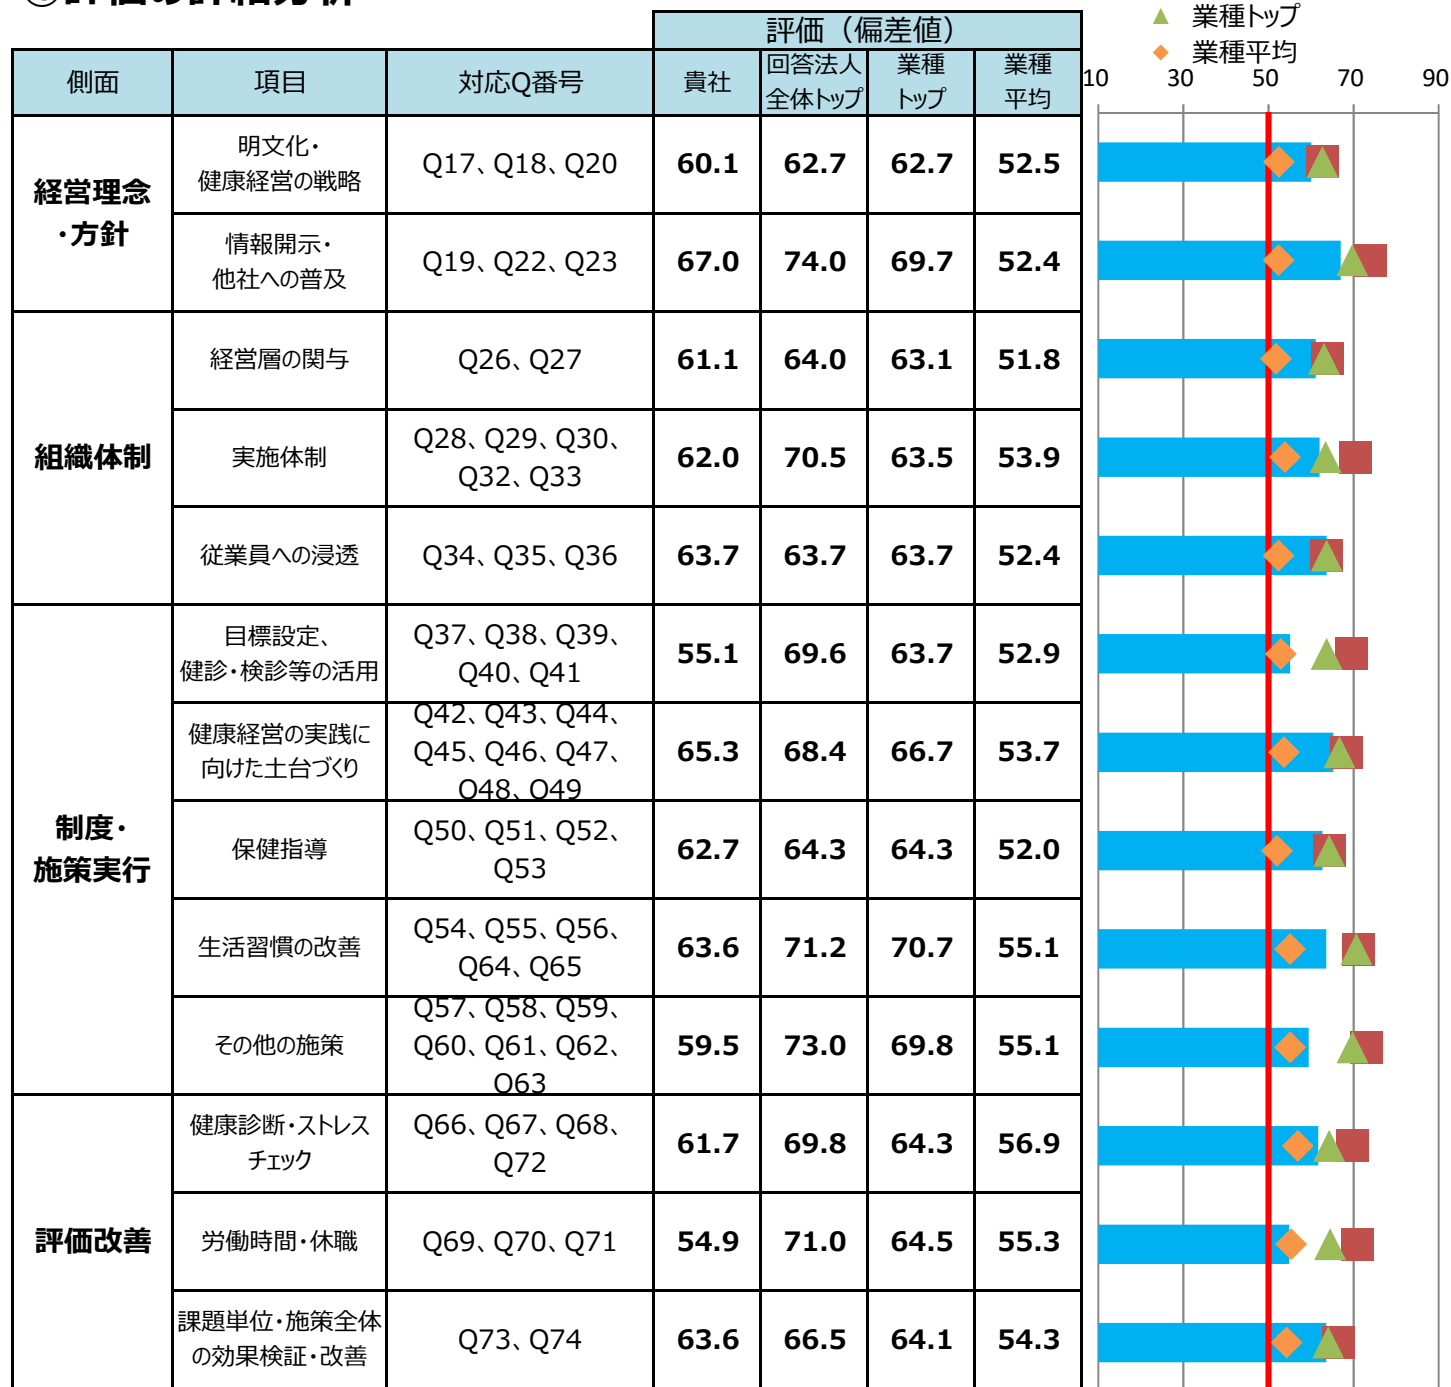 ①評価の詳細分析
▲ 業種トップ
◆ 業種平均
評価（偏差値）
側面 項目 対応Q番号 貴社 回答法人全体トップ 業種トップ 業種平均
10 30 50 70 90
経営理念・方針
明文化・健康経営の戦略 Q17、Q18、Q20 60.1 62.7 62.7 52.5
情報開示・他社への普及 Q19、Q22、Q23 67.0 74.0 69.7 52.4
組織体制
経営層の関与 Q26、Q27 61.1 64.0 63.1 51.8
実施体制 Q28、Q29、Q30、Q32、Q33 62.0 70.5 63.5 53.9
従業員への浸透 Q34、Q35、Q36 63.7 63.7 63.7 52.4
制度・施策実行
目標設定、健診・検診等の活用 Q37、Q38、Q39、Q40、Q41 55.1 69.6 63.7 52.9
健康経営の実践に向けた土台づくり Q42、Q43、Q44、Q45、Q46、Q47、Q48、Q49 65.3 68.4 66.7 53.7
保健指導 Q50、Q51、Q52、Q53 62.7 64.3 64.3 52.0
生活習慣の改善 Q54、Q55、Q56、Q64、Q65 63.6 71.2 70.7 55.1
その他の施策 Q57、Q58、Q59、Q60、Q61、Q62、Q63 59.5 73.0 69.8 55.1
評価改善
健康診断・ストレスチェック Q66、Q67、Q68、Q72 61.7 69.8 64.3 56.9
労働時間・休職 Q69、Q70、Q71 54.9 71.0 64.5 55.3
課題単位・施策全体の効果検証・改善 Q73、Q74 63.6 66.5 64.1 54.3